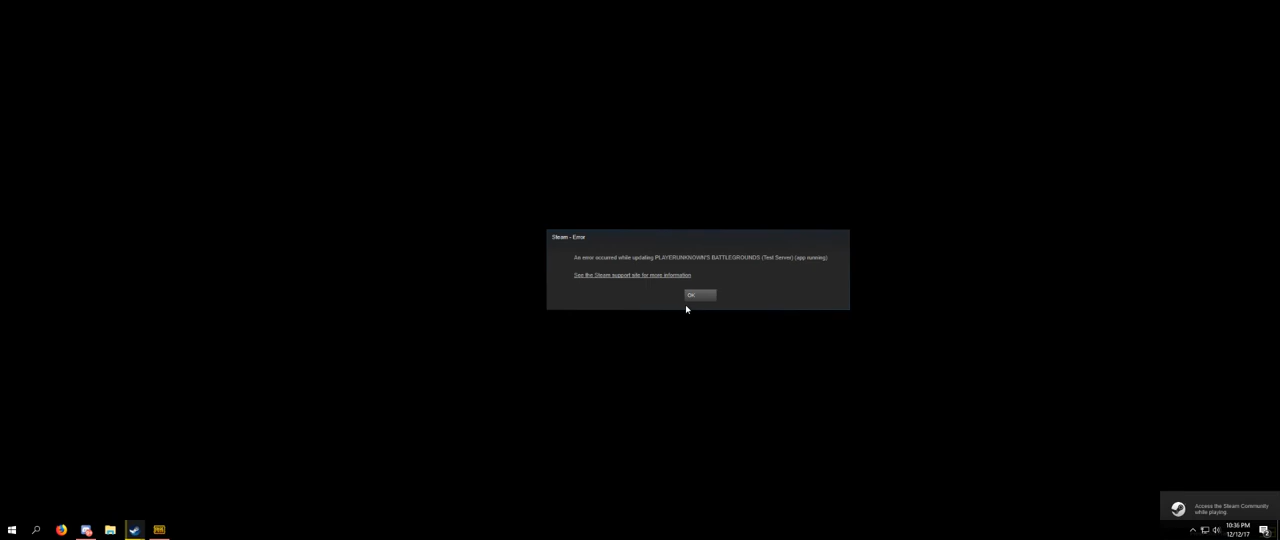 Steam - Error
An error occurred while updating PLAYERUNKNOWN'S BATTLEGROUNDS (Test Server) (app running)
See the Steam support site for more information
OK
Access the Steam Community
while playing.
10:36 PM
12/12/17
2